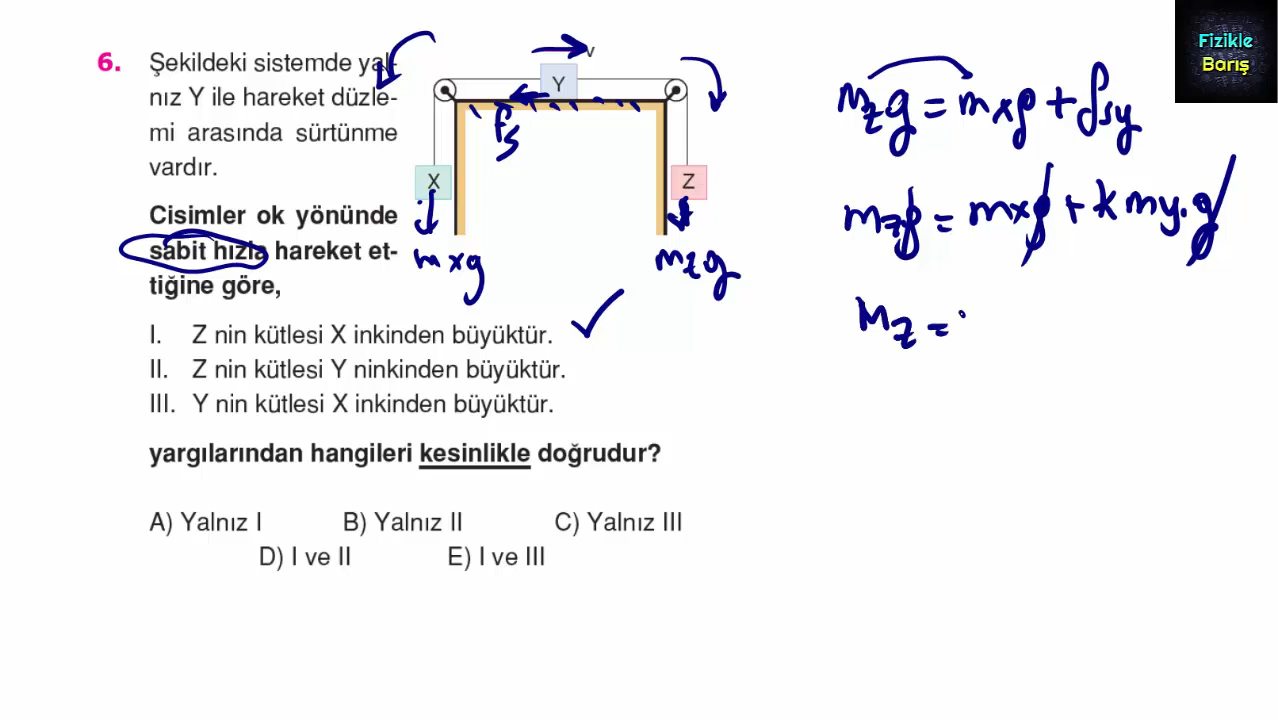 Fizikle
Barış
6. Şekildeki sistemde yal-
nız Y ile hareket düzle-
mi arasında sürtünme
vardır.
Cisimler ok yönünde
sabit hızla hareket et-
tiğine göre,
v
Y
fs
X
Z
mxg
mzg
I. Z nin kütlesi X inkinden büyüktür.
II. Z nin kütlesi Y ninkinden büyüktür.
III. Y nin kütlesi X inkinden büyüktür.
yargılarından hangileri kesinlikle doğrudur?
A) Yalnız I B) Yalnız II C) Yalnız III
D) I ve II E) I ve III
mzg = mxg + fsy
mzg = mxg + k my.g
mz =